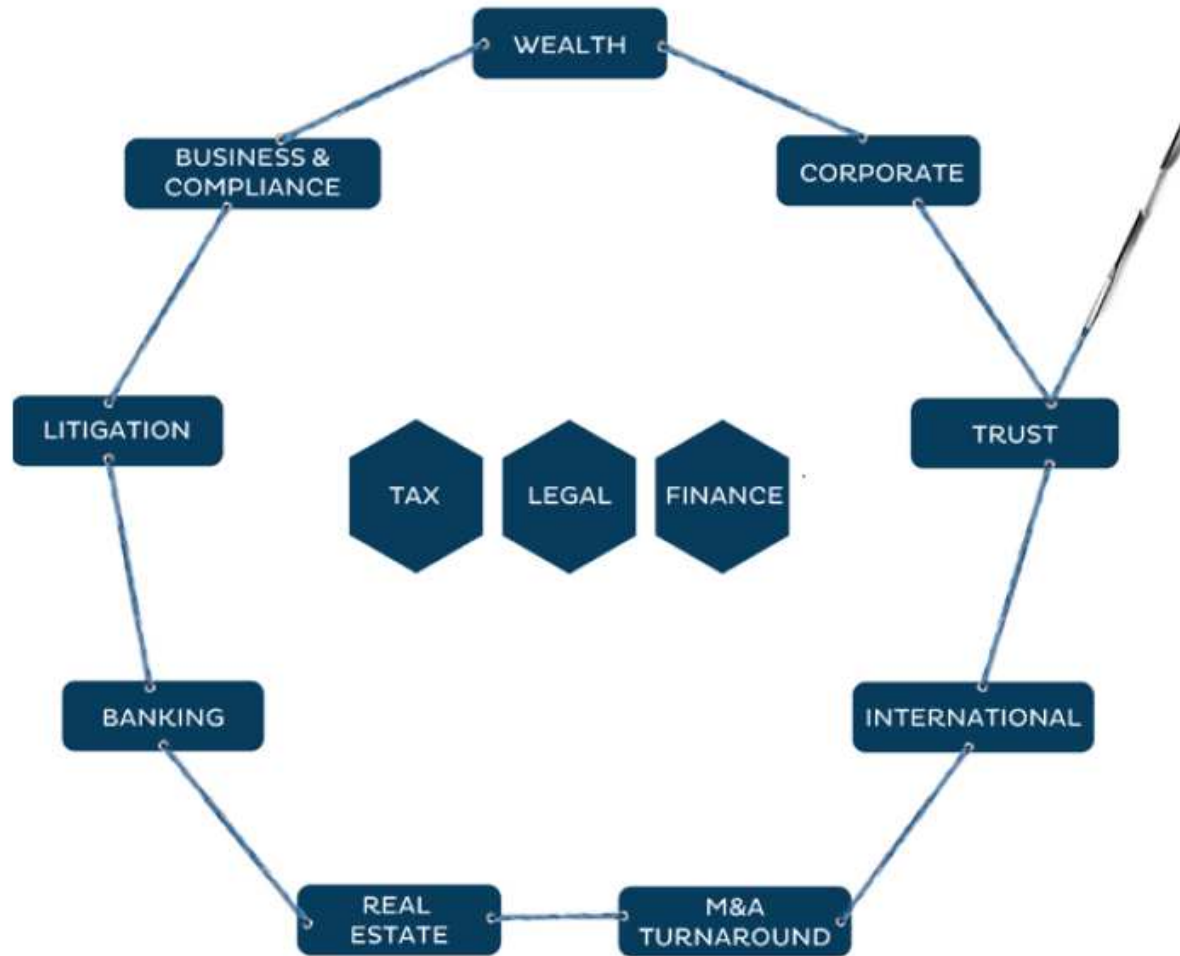 WEALTH
BUSINESS &
COMPLIANCE
CORPORATE
LITIGATION
TRUST
TAX
LEGAL
FINANCE
BANKING
INTERNATIONAL
REAL
ESTATE
M&A
TURNAROUND